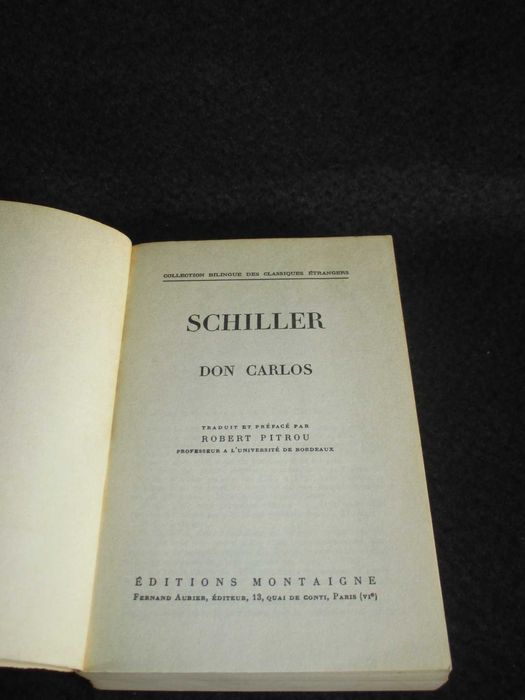 COLLECTION BILINGUE DES CLASSIQUES ÉTRANGERS
SCHILLER
DON CARLOS
TRADUIT ET PRÉFACÉ PAR
ROBERT PITROU
PROFESSEUR A L'UNIVERSITÉ DE BORDEAUX
ÉDITIONS MONTAIGNE
FERNAND AUBIER, ÉDITEUR, 13, QUAI DE CONTI, PARIS (VIe)